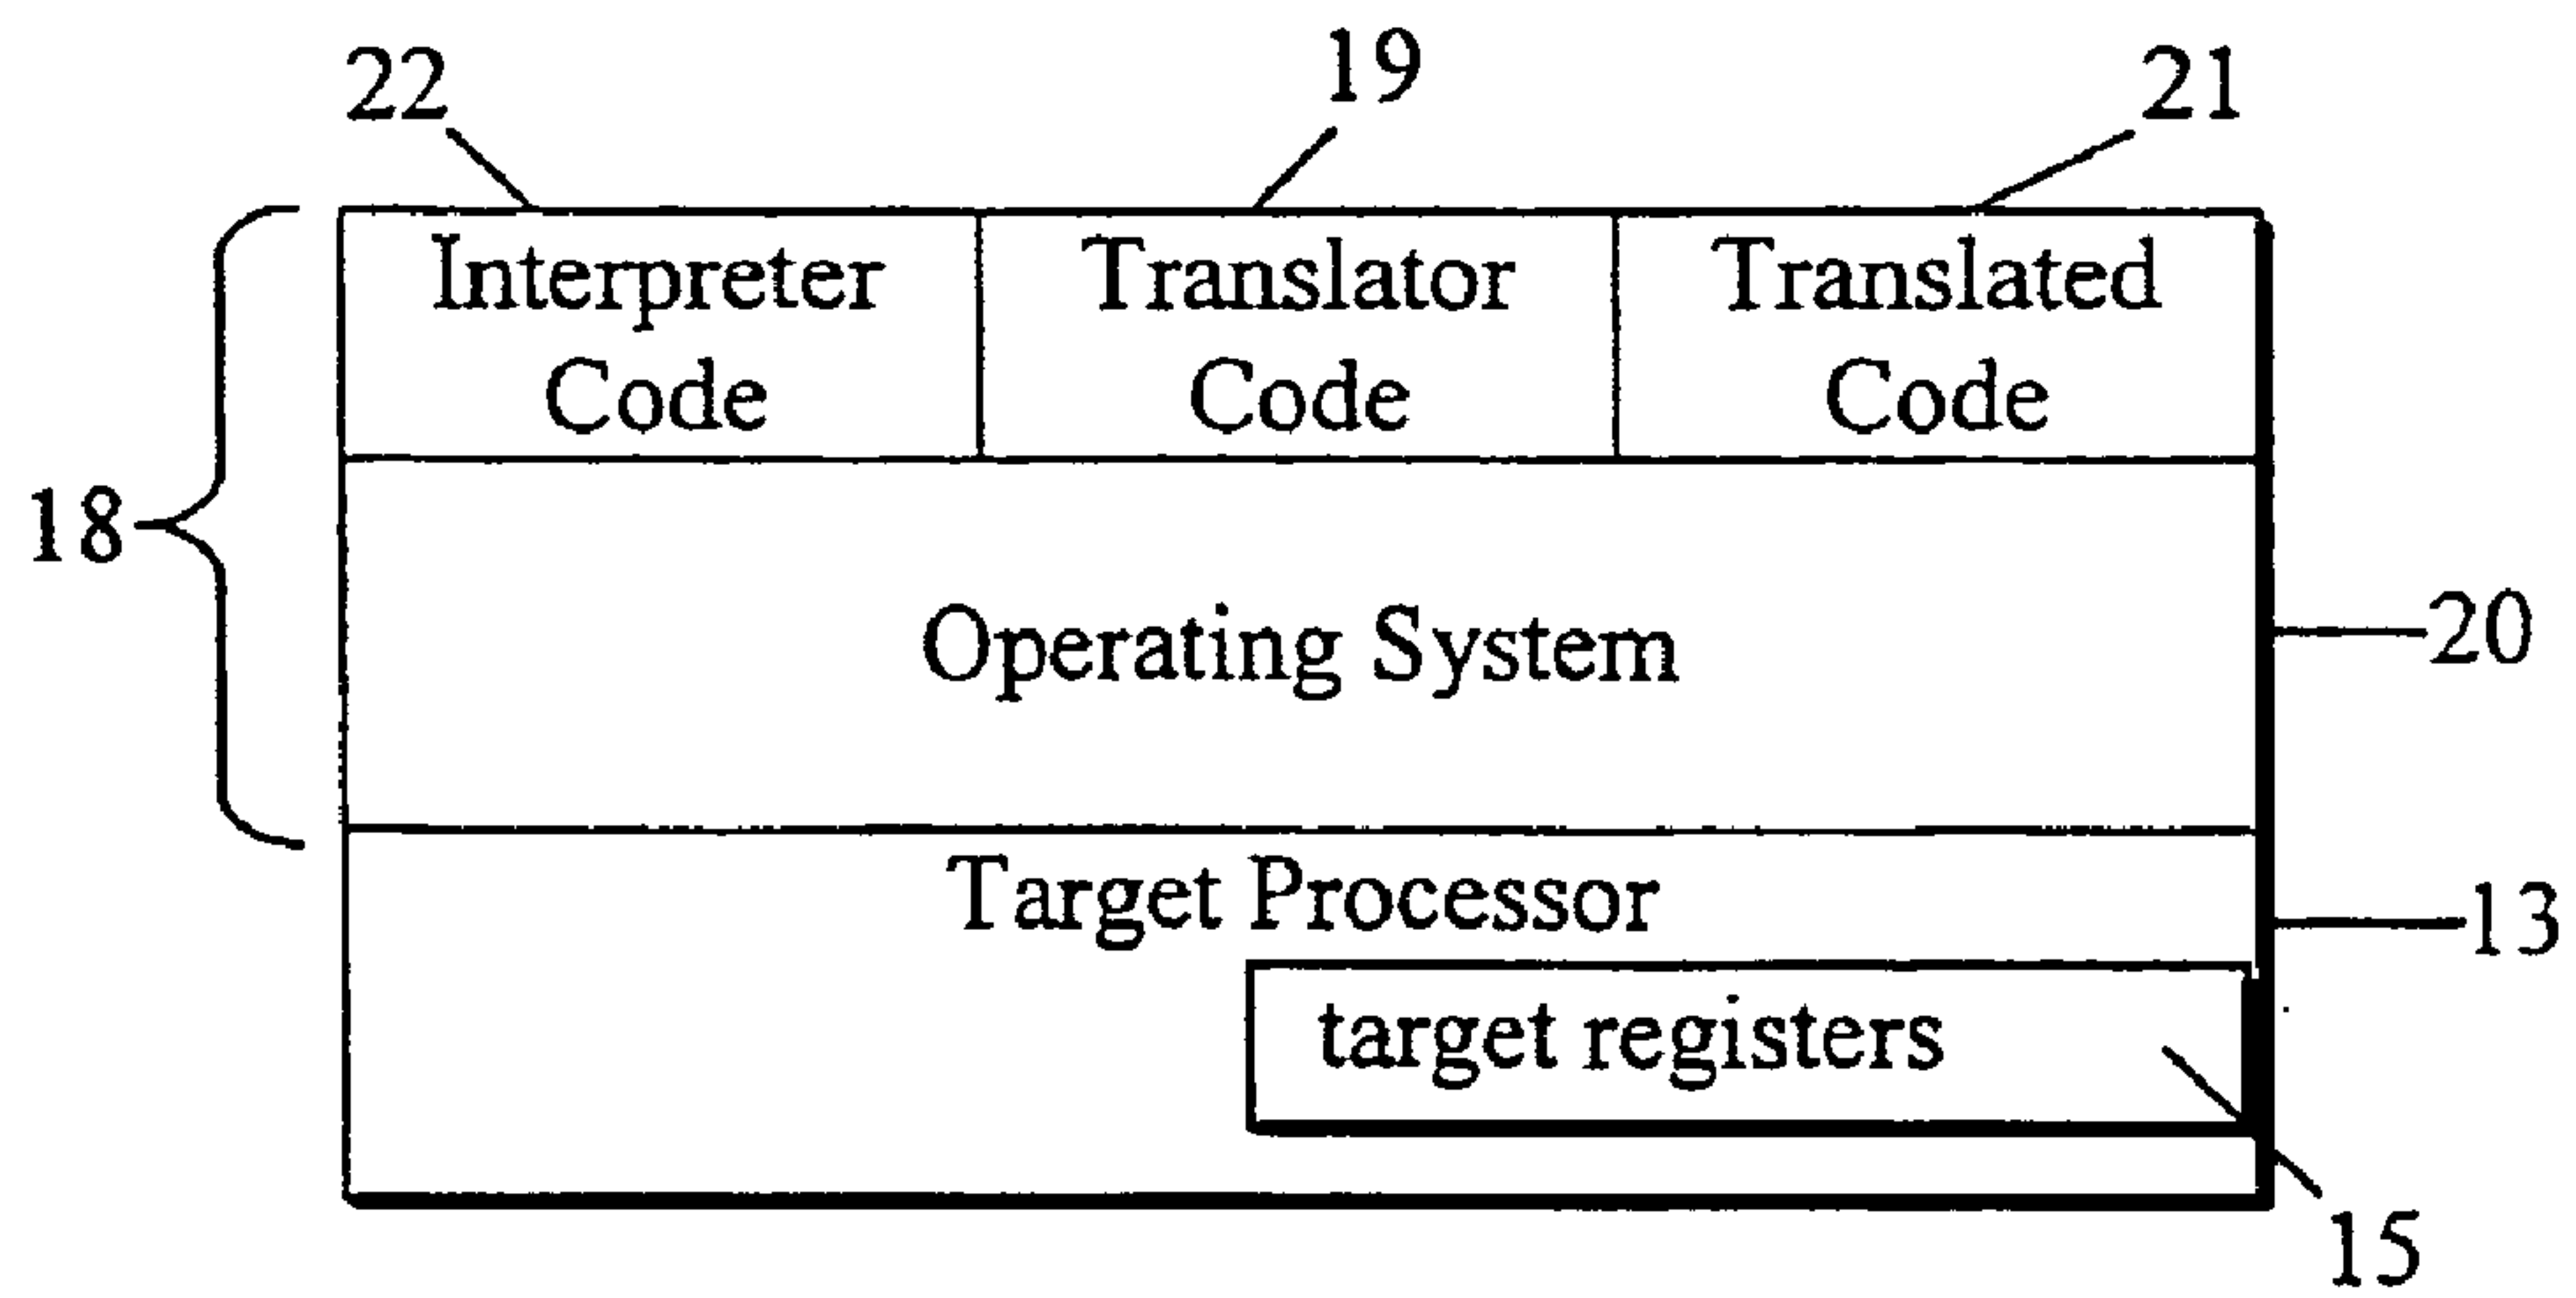 22
19
21
Interpreter
Code
Translator
Code
Translated
Code
18
Operating System
20
Target Processor
13
target registers
15